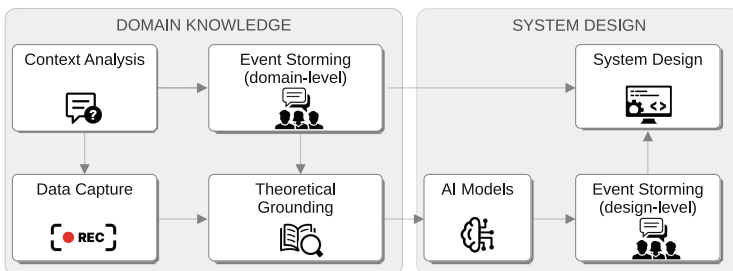 DOMAIN KNOWLEDGE
SYSTEM DESIGN
Context Analysis
?
Event Storming
(domain-level)
System Design
<>
Data Capture
REC
Theoretical
Grounding
AI Models
Event Storming
(design-level)